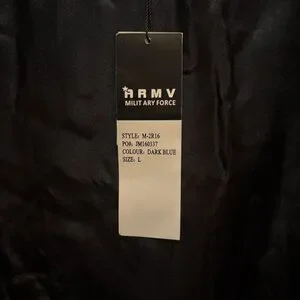 ARMV
MILITARY FORCE
STYLE: M-2R16
PO#: JM160337
COLOUR: DARK BLUE
SIZE: L